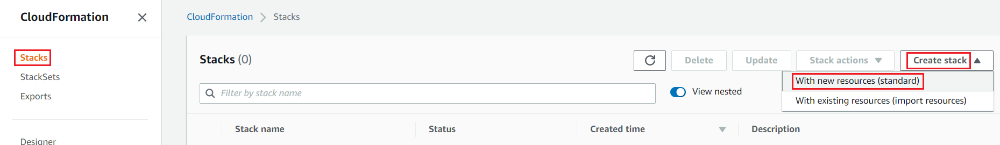 CloudFormation
Stacks
StackSets
Exports
Designer
CloudFormation Stacks
Stacks (0)
Delete Update Stack actions Create stack
With new resources (standard)
With existing resources (import resources)
Filter by stack name
View nested
Stack name Status Created time Description